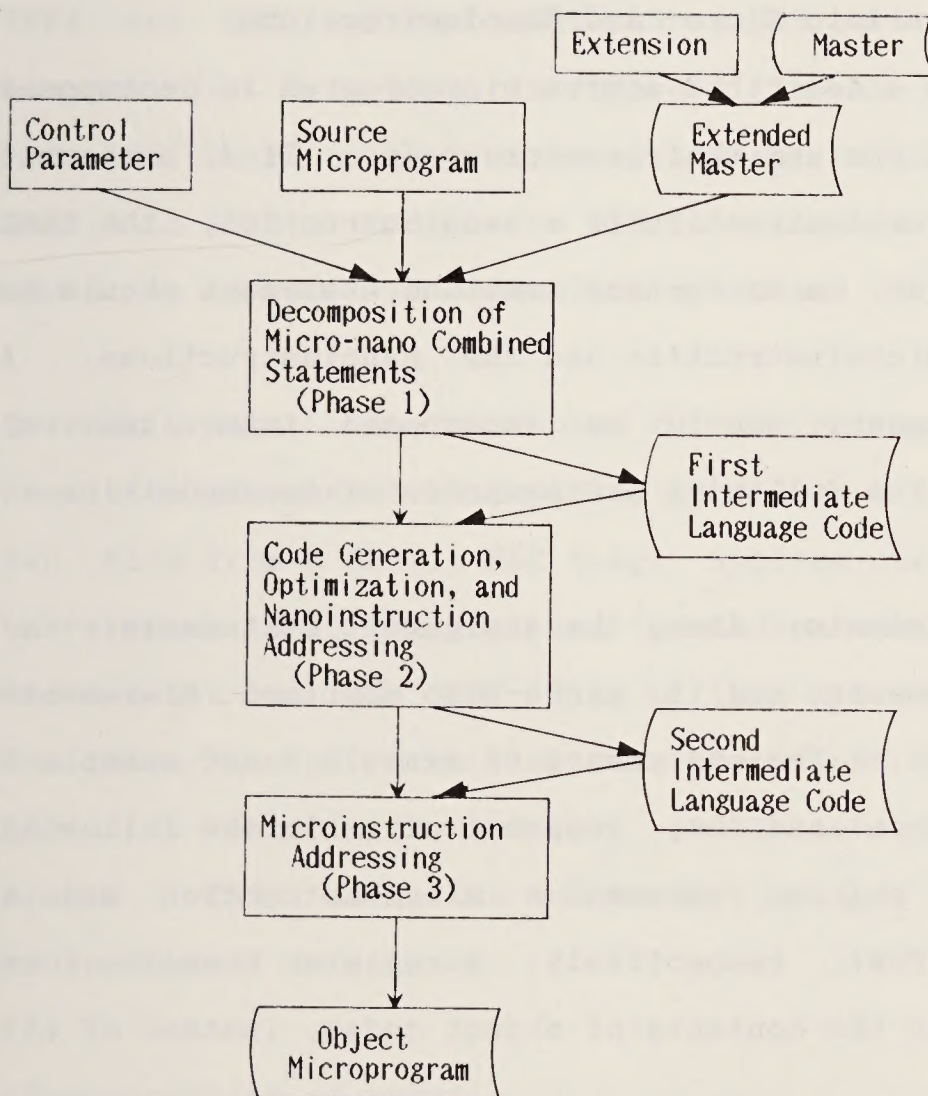 Extension
Master
Control
Parameter
Source
Microprogram
Extended
Master
Decomposition of
Micro-nano Combined
Statements
(Phase 1)
First
Intermediate
Language Code
Code Generation,
Optimization, and
Nanoinstruction
Addressing
(Phase 2)
Second
Intermediate
Language Code
Microinstruction
Addressing
(Phase 3)
Object
Microprogram